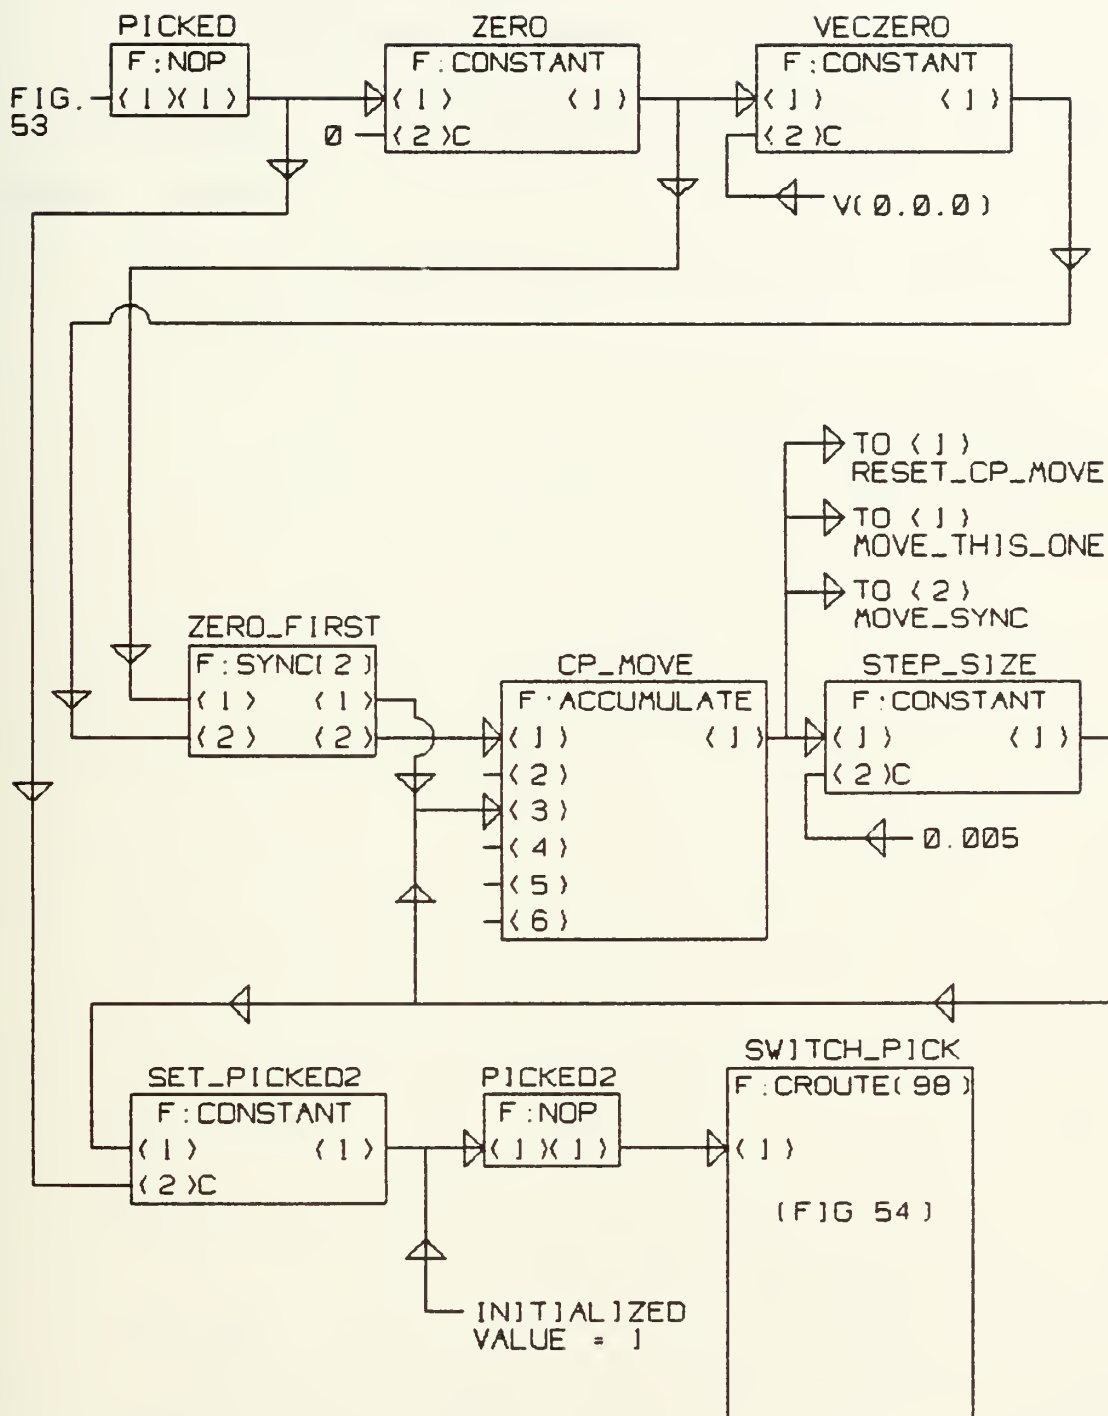 PICKED
F:NOP
FIG.
53
<1><1>
ZERO
F:CONSTANT
<1> <1>
0
<2>C
VECZERO
F:CONSTANT
<1> <1>
<2>C
V(0.0.0)
TO <1>
RESET_CP_MOVE
TO <1>
MOVE_THIS_ONE
TO <2>
MOVE_SYNC
ZERO_FIRST
F:SYNC(2)
<1> <1>
<2> <2>
CP_MOVE
F:ACCUMULATE
<1> <1>
<2>
<3>
<4>
<5>
<6>
STEP_SIZE
F:CONSTANT
<1> <1>
<2>C
0.005
SET_PICKED2
F:CONSTANT
<1> <1>
<2>C
PICKED2
F:NOP
<1><1>
SWITCH_PICK
F:CROUTE(98)
<1>
(FIG 54)
INITIALIZED
VALUE = 1